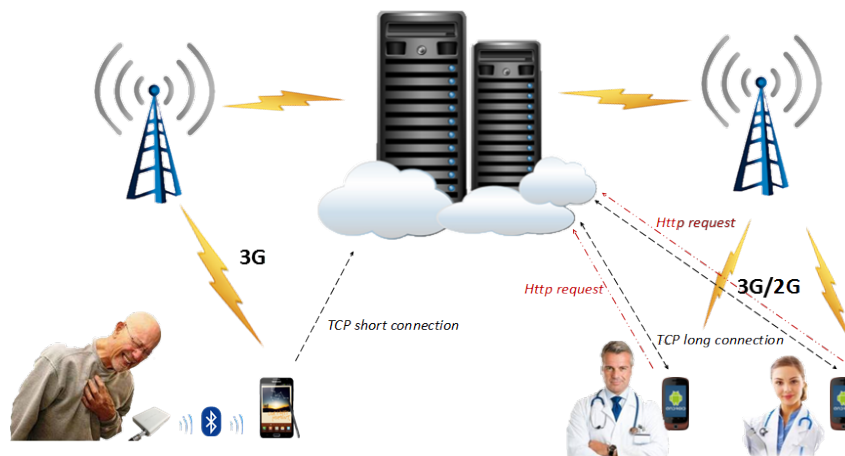 Http request
3G
3G/2G
Http request
TCP short connection
TCP long connection